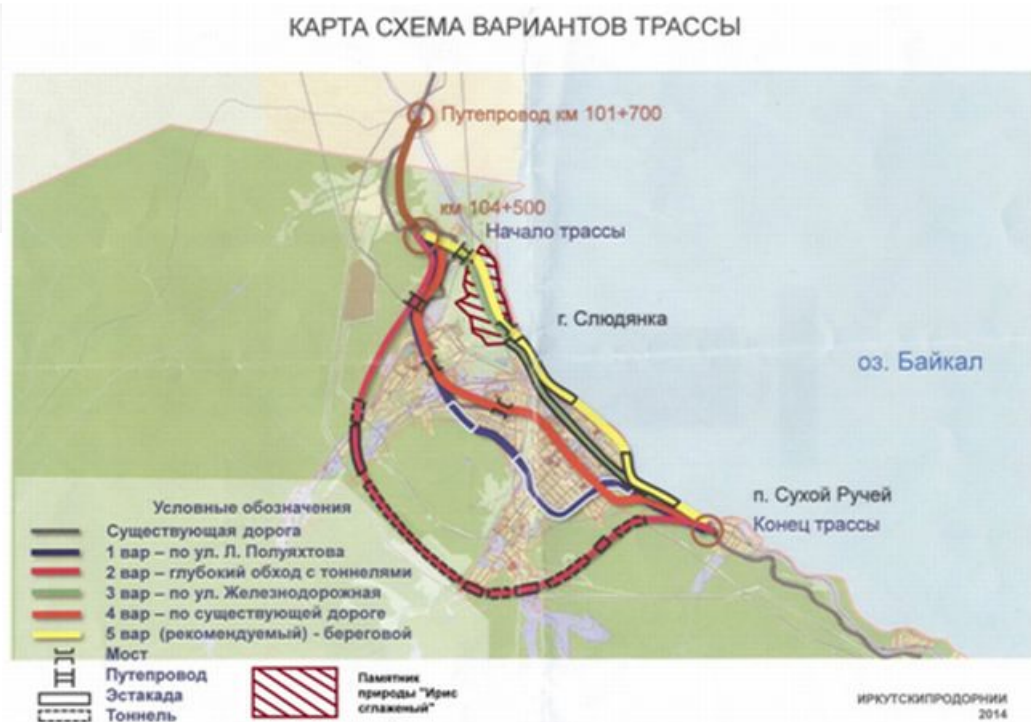 КАРТА СХЕМА ВАРИАНТОВ ТРАССЫ
Путепровод км 101+700
км 104+500
Начало трассы
г. Слюдянка
оз. Байкал
п. Сухой Ручей
Конец трассы
Условные обозначения
Существующая дорога
1 вар – по ул. Л. Полуяхтова
2 вар – глубокий обход с тоннелями
3 вар – по ул. Железнодорожная
4 вар – по существующей дороге
5 вар (рекомендуемый) - береговой
Мост
Путепровод
Эстакада
Тоннель
Памятник
природы "Ирис
сглаженый"
ИРКУТСКИПРОДОРНИИ
2014